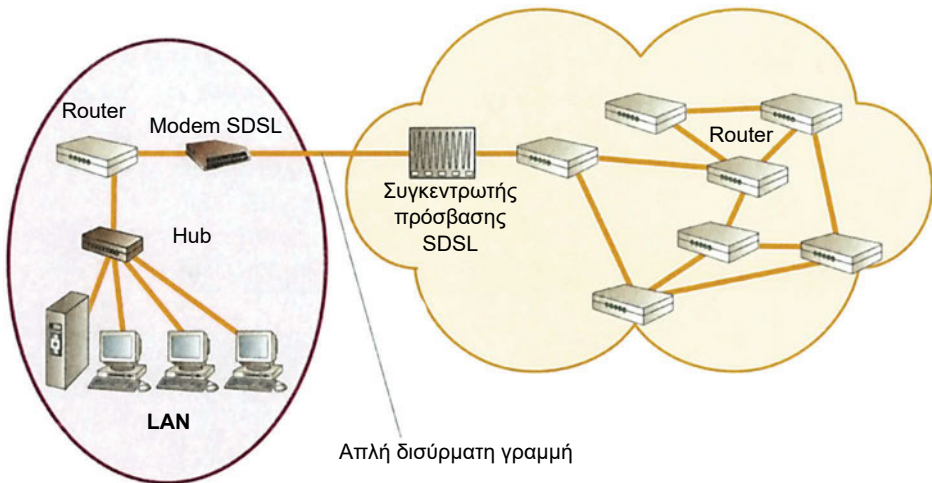 Router
Modem SDSL
Hub
LAN
Συγκεντρωτής
πρόσβασης
SDSL
Router
Απλή δισύρματη γραμμή